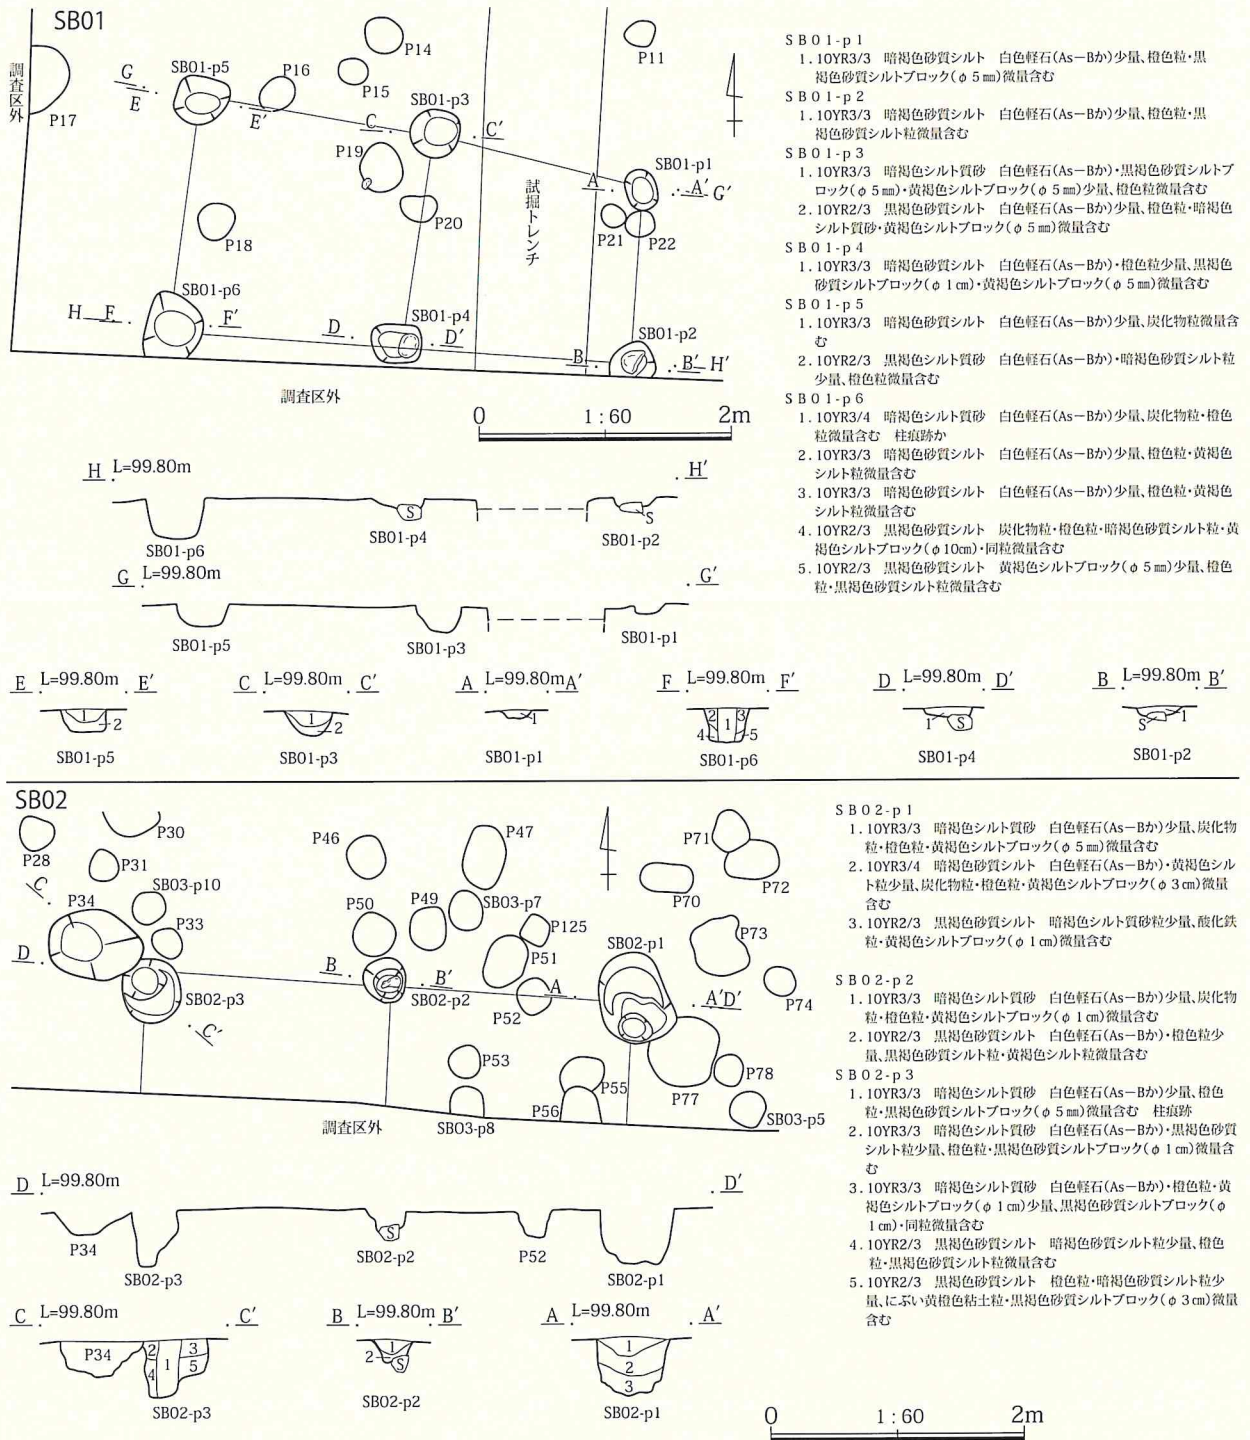 SB01
調査区外
P17
G
E
SB01-p5
P16
E′
P14
P15
SB01-p3
C
C′
P19
P20
P18
試掘トレンチ
P11
SB01-p1
A
A′
G′
P21
P22
SB01-p6
H
F
F′
D
SB01-p4
D′
SB01-p2
B
B′
H′
調査区外
0 1:60 2m
H L=99.80m H′
S
S
SB01-p6
SB01-p4
SB01-p2
G L=99.80m G′
SB01-p5
SB01-p3
SB01-p1
E L=99.80m E′
1
2
SB01-p5
C L=99.80m C′
1
2
SB01-p3
A L=99.80m A′
1
SB01-p1
F L=99.80m F′
2 1 3
4 5
SB01-p6
D L=99.80m D′
1 S
SB01-p4
B L=99.80m B′
S 1
SB01-p2
SB01-p1
1. 10YR3/3 暗褐色砂質シルト 白色軽石(As−Bか)少量、橙色粒・黒
褐色砂質シルトブロック(φ5㎜)微量含む
SB01-p2
1. 10YR3/3 暗褐色砂質シルト 白色軽石(As−Bか)少量、橙色粒・黒
褐色砂質シルト粒微量含む
SB01-p3
1. 10YR3/3 暗褐色シルト質砂 白色軽石(As−Bか)・黒褐色砂質シルトブ
ロック(φ5㎜)・黄褐色シルトブロック(φ5㎜)少量、橙色粒微量含む
2. 10YR2/3 黒褐色砂質シルト 白色軽石(As−Bか)少量、橙色粒・暗褐色
シルト質砂・黄褐色シルトブロック(φ5㎜)微量含む
SB01-p4
1. 10YR3/3 暗褐色砂質シルト 白色軽石(As−Bか)・橙色粒少量、黒褐色
砂質シルトブロック(φ1㎝)・黄褐色シルトブロック(φ5㎜)微量含む
SB01-p5
1. 10YR3/3 暗褐色砂質シルト 白色軽石(As−Bか)少量、炭化物粒微量含
む
2. 10YR2/3 黒褐色シルト質砂 白色軽石(As−Bか)・暗褐色砂質シルト粒
少量、橙色粒微量含む
SB01-p6
1. 10YR3/4 暗褐色シルト質砂 白色軽石(As−Bか)少量、炭化物粒・橙色
粒微量含む 柱痕跡か
2. 10YR3/3 暗褐色砂質シルト 白色軽石(As−Bか)少量、橙色粒・黄褐色
シルト粒微量含む
3. 10YR3/3 暗褐色砂質シルト 白色軽石(As−Bか)少量、橙色粒・黄褐色
シルト粒微量含む
4. 10YR2/3 黒褐色砂質シルト 炭化物粒・橙色粒・暗褐色砂質シルト粒・黄
褐色シルトブロック(φ10㎝)・同粒微量含む
5. 10YR2/3 黒褐色砂質シルト 黄褐色シルトブロック(φ5㎜)少量、橙色
粒・黒褐色砂質シルト粒微量含む
SB02
P28
P30
P31
SB03-p10
C
P34
P33
D
SB02-p3
C′
P46
P47
P50
P49
SB03-p7
P125
P51
B
B′
SB02-p2
A
P52
SB02-p1
A′D′
P71
P72
P70
P73
P74
P53
P55
P56
P77
P78
SB03-p5
SB03-p8
調査区外
D L=99.80m D′
P34
SB02-p3
S
SB02-p2
P52
SB02-p1
C L=99.80m C′
P34
2 1 3
4 5
SB02-p3
B L=99.80m B′
1
2 S
SB02-p2
A L=99.80m A′
1
2
3
SB02-p1
0 1:60 2m
SB02-p1
1. 10YR3/3 暗褐色シルト質砂 白色軽石(As−Bか)少量、炭化物
粒・橙色粒・黄褐色シルトブロック(φ5㎜)微量含む
2. 10YR3/4 暗褐色砂質シルト 白色軽石(As−Bか)・黄褐色シル
ト粒少量、炭化物粒・橙色粒・黄褐色シルトブロック(φ3㎝)微量
含む
3. 10YR2/3 黒褐色砂質シルト 暗褐色シルト質砂粒少量、酸化鉄
粒・黄褐色シルトブロック(φ1㎝)微量含む
SB02-p2
1. 10YR3/3 暗褐色砂質シルト 白色軽石(As−Bか)少量、炭化物
粒・橙色粒・黄褐色シルトブロック(φ1㎝)微量含む
2. 10YR2/3 黒褐色シルト質砂 白色軽石(As−Bか)・橙色粒少
量、黒褐色砂質シルト粒・黄褐色シルト粒微量含む
SB02-p3
1. 10YR3/3 暗褐色シルト質砂 白色軽石(As−Bか)少量、橙色
粒・黒褐色砂質シルトブロック(φ5㎜)微量含む 柱痕跡
2. 10YR3/3 暗褐色シルト質砂 白色軽石(As−Bか)・黒褐色砂質
シルト粒少量、橙色粒・黒褐色砂質シルトブロック(φ1㎝)微量含
む
3. 10YR3/3 暗褐色シルト質砂 白色軽石(As−Bか)・橙色粒・黄
褐色シルトブロック(φ1㎝)少量、黒褐色砂質シルトブロック(φ
1㎝)・同粒微量含む
4. 10YR2/3 黒褐色砂質シルト 暗褐色砂質シルト粒少量、橙色
粒・黒褐色砂質シルト粒微量含む
5. 10YR2/3 黒褐色砂質シルト 橙色粒・暗褐色砂質シルト粒少
量、にぶい黄橙色粘土粒・黒褐色砂質シルトブロック(φ3㎝)微量
含む